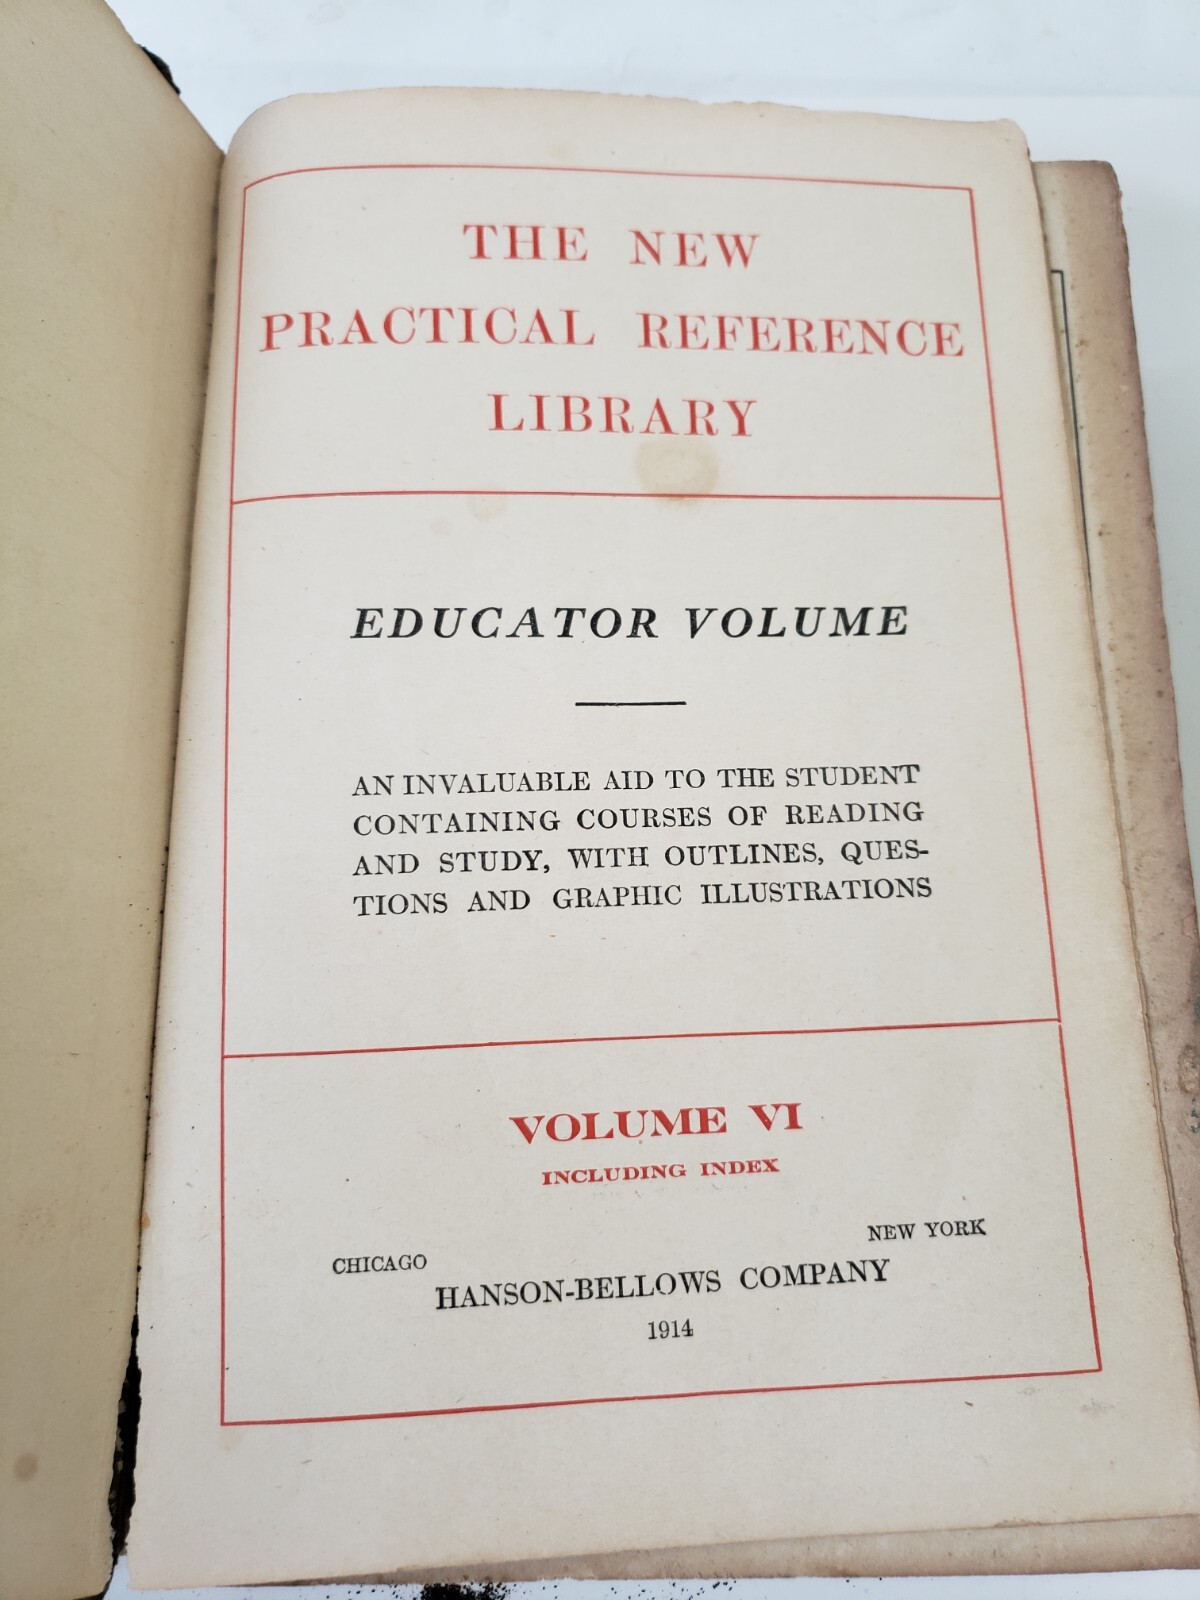 THE NEW
PRACTICAL REFERENCE
LIBRARY
EDUCATOR VOLUME
AN INVALUABLE AID TO THE STUDENT
CONTAINING COURSES OF READING
AND STUDY, WITH OUTLINES, QUES-
TIONS AND GRAPHIC ILLUSTRATIONS
VOLUME VI
INCLUDING INDEX
CHICAGO NEW YORK
HANSON-BELLOWS COMPANY
1914